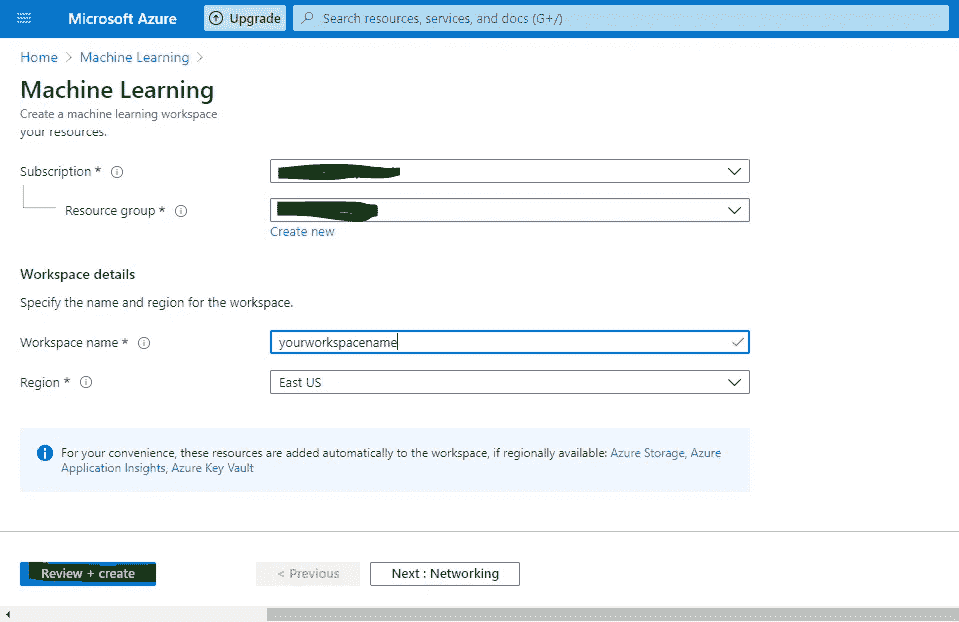 Microsoft Azure Upgrade Search resources, services, and docs (G+/)
Home > Machine Learning >
Machine Learning
Create a machine learning workspace
your resources.
Subscription *
Resource group *
Create new
Workspace details
Specify the name and region for the workspace.
Workspace name * yourworkspacename
Region * East US
For your convenience, these resources are added automatically to the workspace, if regionally available: Azure Storage, Azure
Application Insights, Azure Key Vault
Review + create < Previous Next : Networking